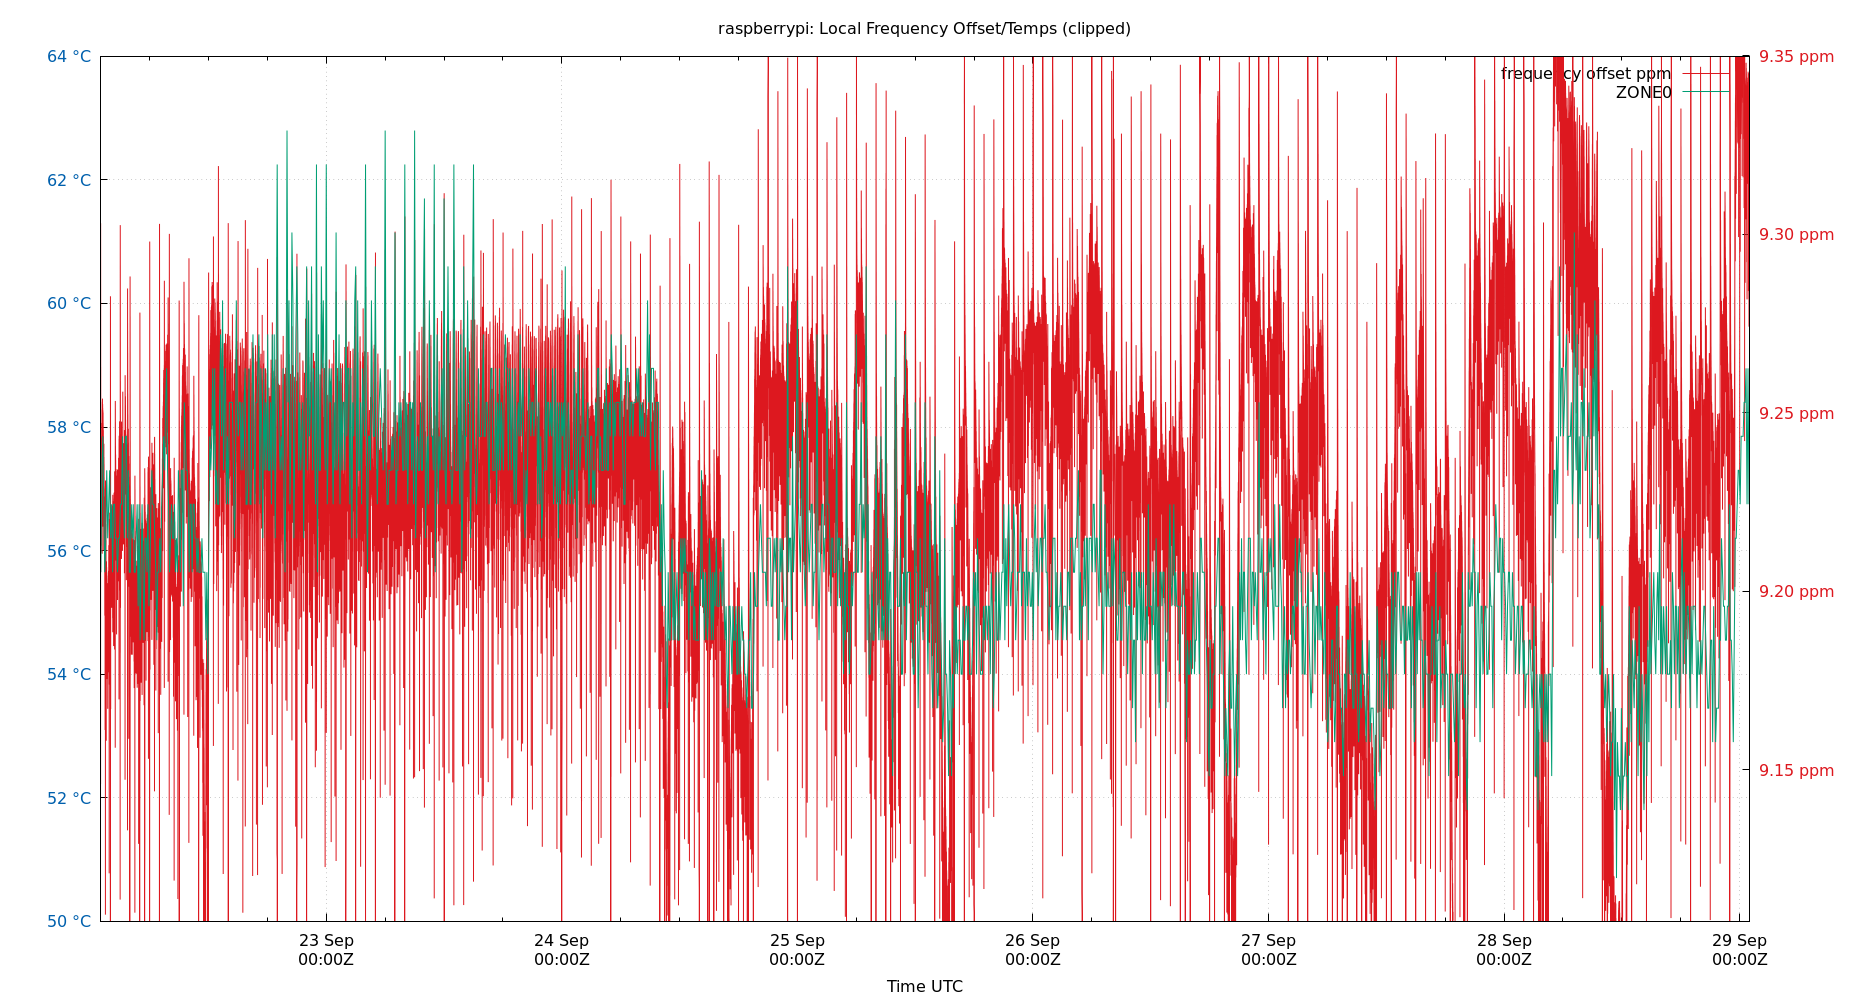 raspberrypi: Local Frequency Offset/Temps (clipped)
64 °C
62 °C
60 °C
58 °C
56 °C
54 °C
52 °C
50 °C
9.35 ppm
9.30 ppm
9.25 ppm
9.20 ppm
9.15 ppm
frequency offset ppm
ZONE0
23 Sep
00:00Z
24 Sep
00:00Z
25 Sep
00:00Z
26 Sep
00:00Z
27 Sep
00:00Z
28 Sep
00:00Z
29 Sep
00:00Z
Time UTC